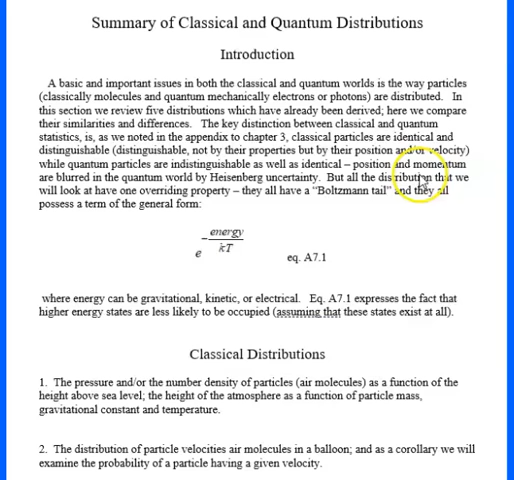 Summary of Classical and Quantum Distributions
Introduction
A basic and important issues in both the classical and quantum worlds is the way particles
(classically molecules and quantum mechanically electrons or photons) are distributed. In
this section we review five distributions which have already been derived; here we compare
their similarities and differences. The key distinction between classical and quantum
statistics, is, as we noted in the appendix to chapter 3, classical particles are identical and
distinguishable (distinguishable, not by their properties but by their position and/or velocity)
while quantum particles are indistinguishable as well as identical – position and momentum
are blurred in the quantum world by Heisenberg uncertainty. But all the distribution that we
will look at have one overriding property – they all have a “Boltzmann tail” and they all
possess a term of the general form:
e^{-\frac{energy}{kT}} eq. A7.1
where energy can be gravitational, kinetic, or electrical. Eq. A7.1 expresses the fact that
higher energy states are less likely to be occupied (assuming that these states exist at all).
Classical Distributions
1. The pressure and/or the number density of particles (air molecules) as a function of the
height above sea level; the height of the atmosphere as a function of particle mass,
gravitational constant and temperature.
2. The distribution of particle velocities air molecules in a balloon; and as a corollary we will
examine the probability of a particle having a given velocity.